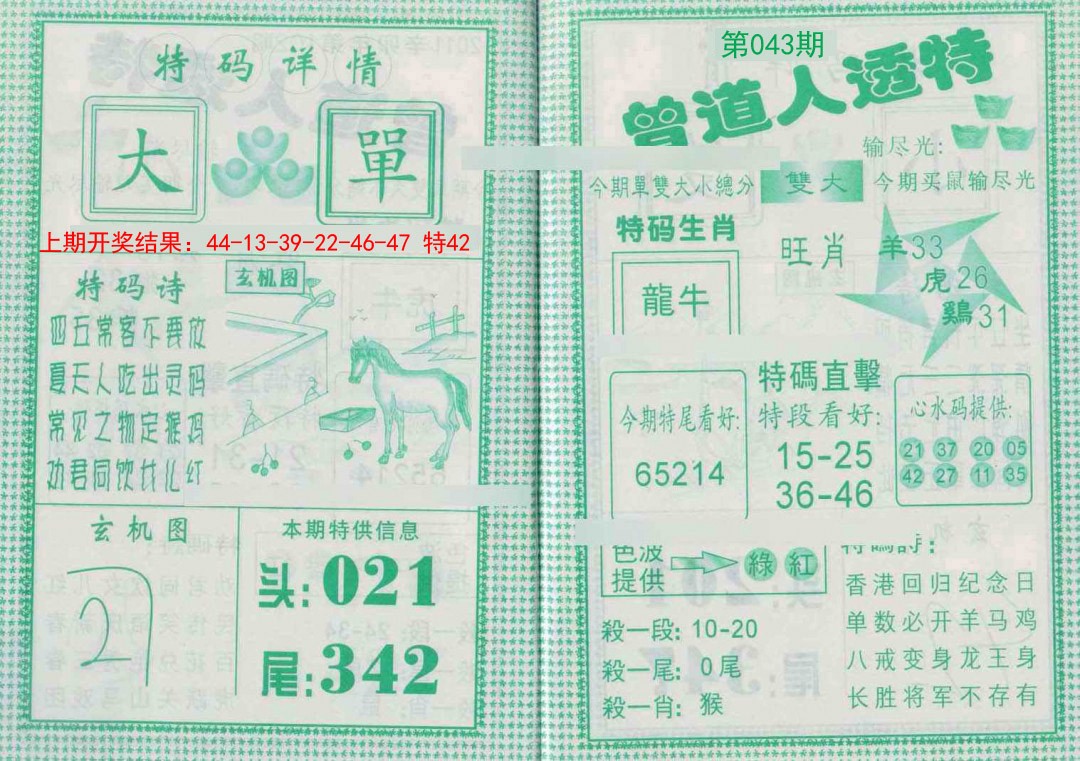 特码详情
大
單
上期开奖结果：44-13-39-22-46-47 特42
特码诗
四五常客不要放
夏天人吃出灵码
常见之物定猴鸡
劝君同饮女儿红
玄机图
玄机图
本期特供信息
头:021
尾:342
第043期
曾道人透特
输尽光:
今期买鼠输尽光
今期單雙大小總分
雙大
特码生肖
龍牛
旺肖
羊33
虎26
鷄31
今期特尾看好:
65214
特碼直擊
特段看好:
15-25
36-46
心水码提供:
21 37 20 05
42 27 11 35
色波
提供
綠 紅
殺一段: 10-20
殺一尾: 0尾
殺一肖: 猴
特碼詩:
香港回归纪念日
单数必开羊马鸡
八戒变身龙王身
长胜将军不存有